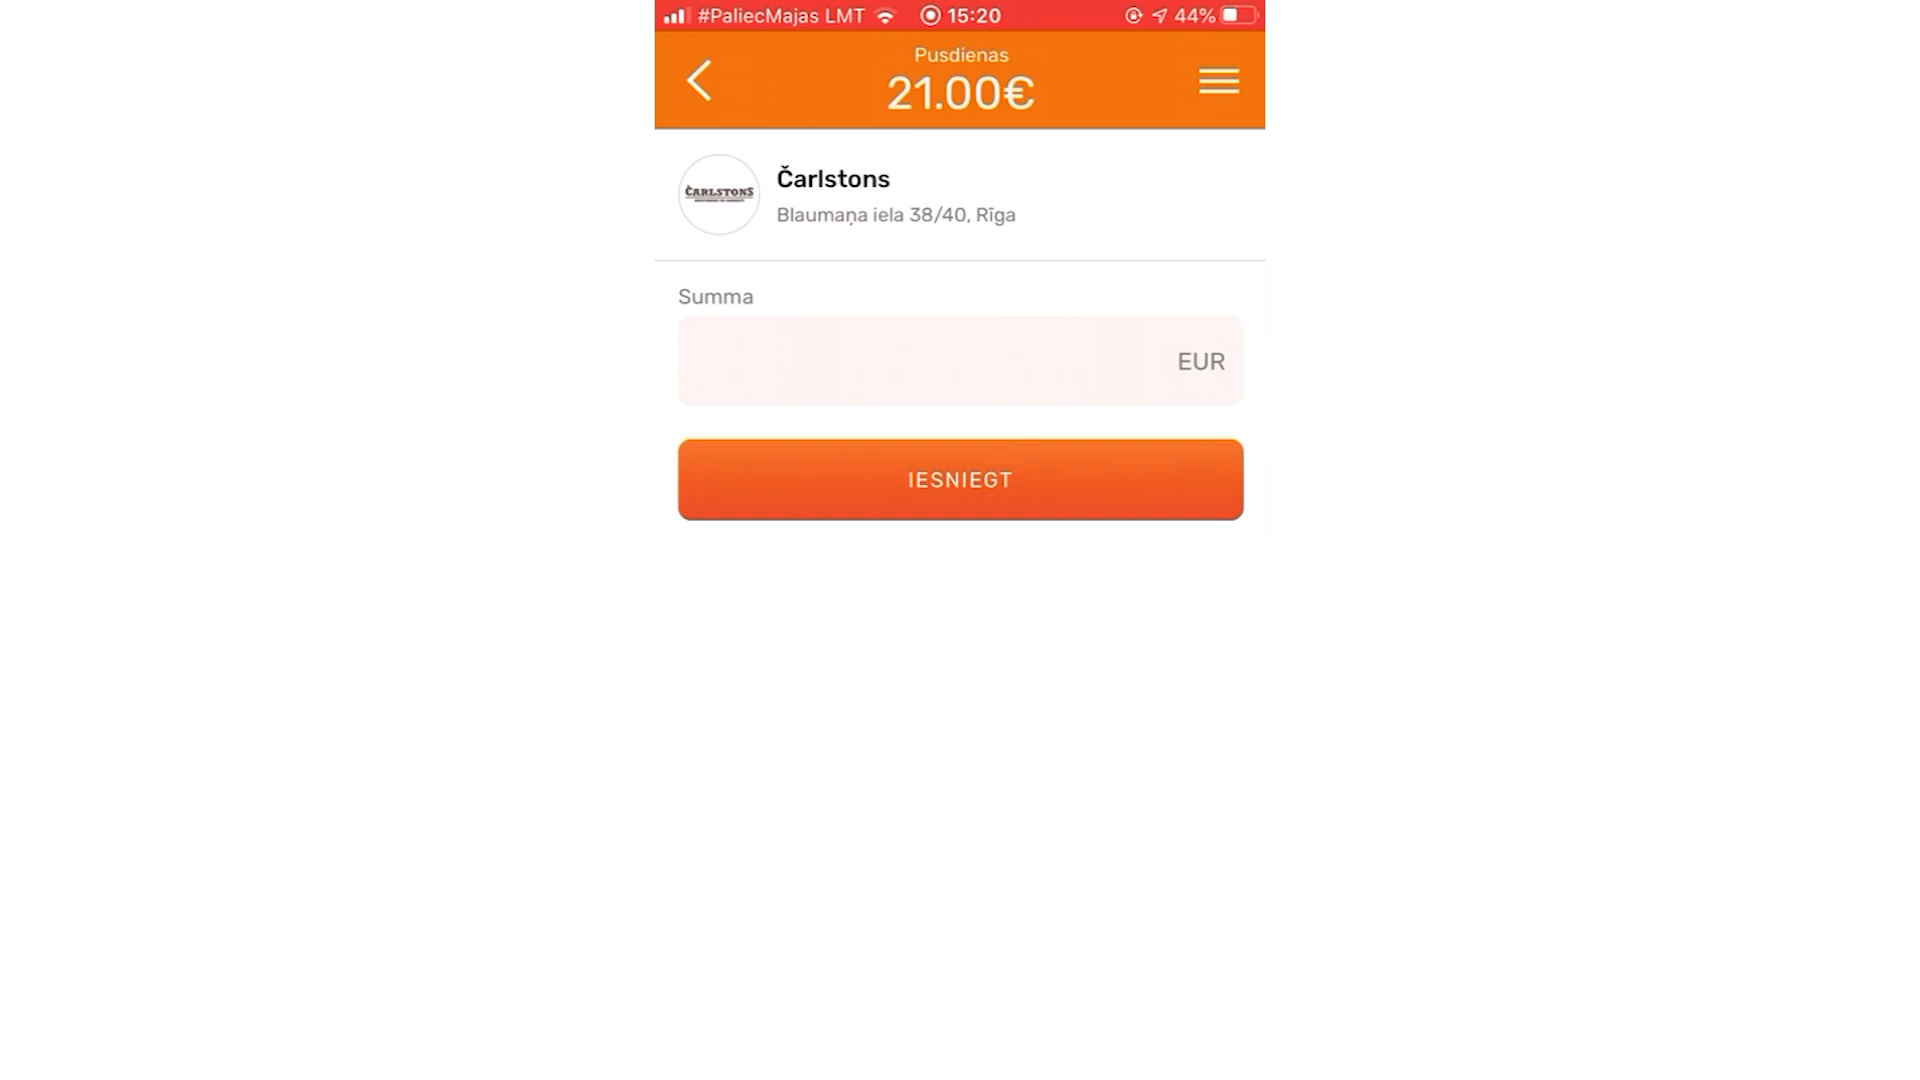 #PaliecMajas LMT 15:20 44%
Pusdienas
21.00€
ČARLSTONS
Čarlstons
Blaumaņa iela 38/40, Rīga
Summa
EUR
IESNIEGT